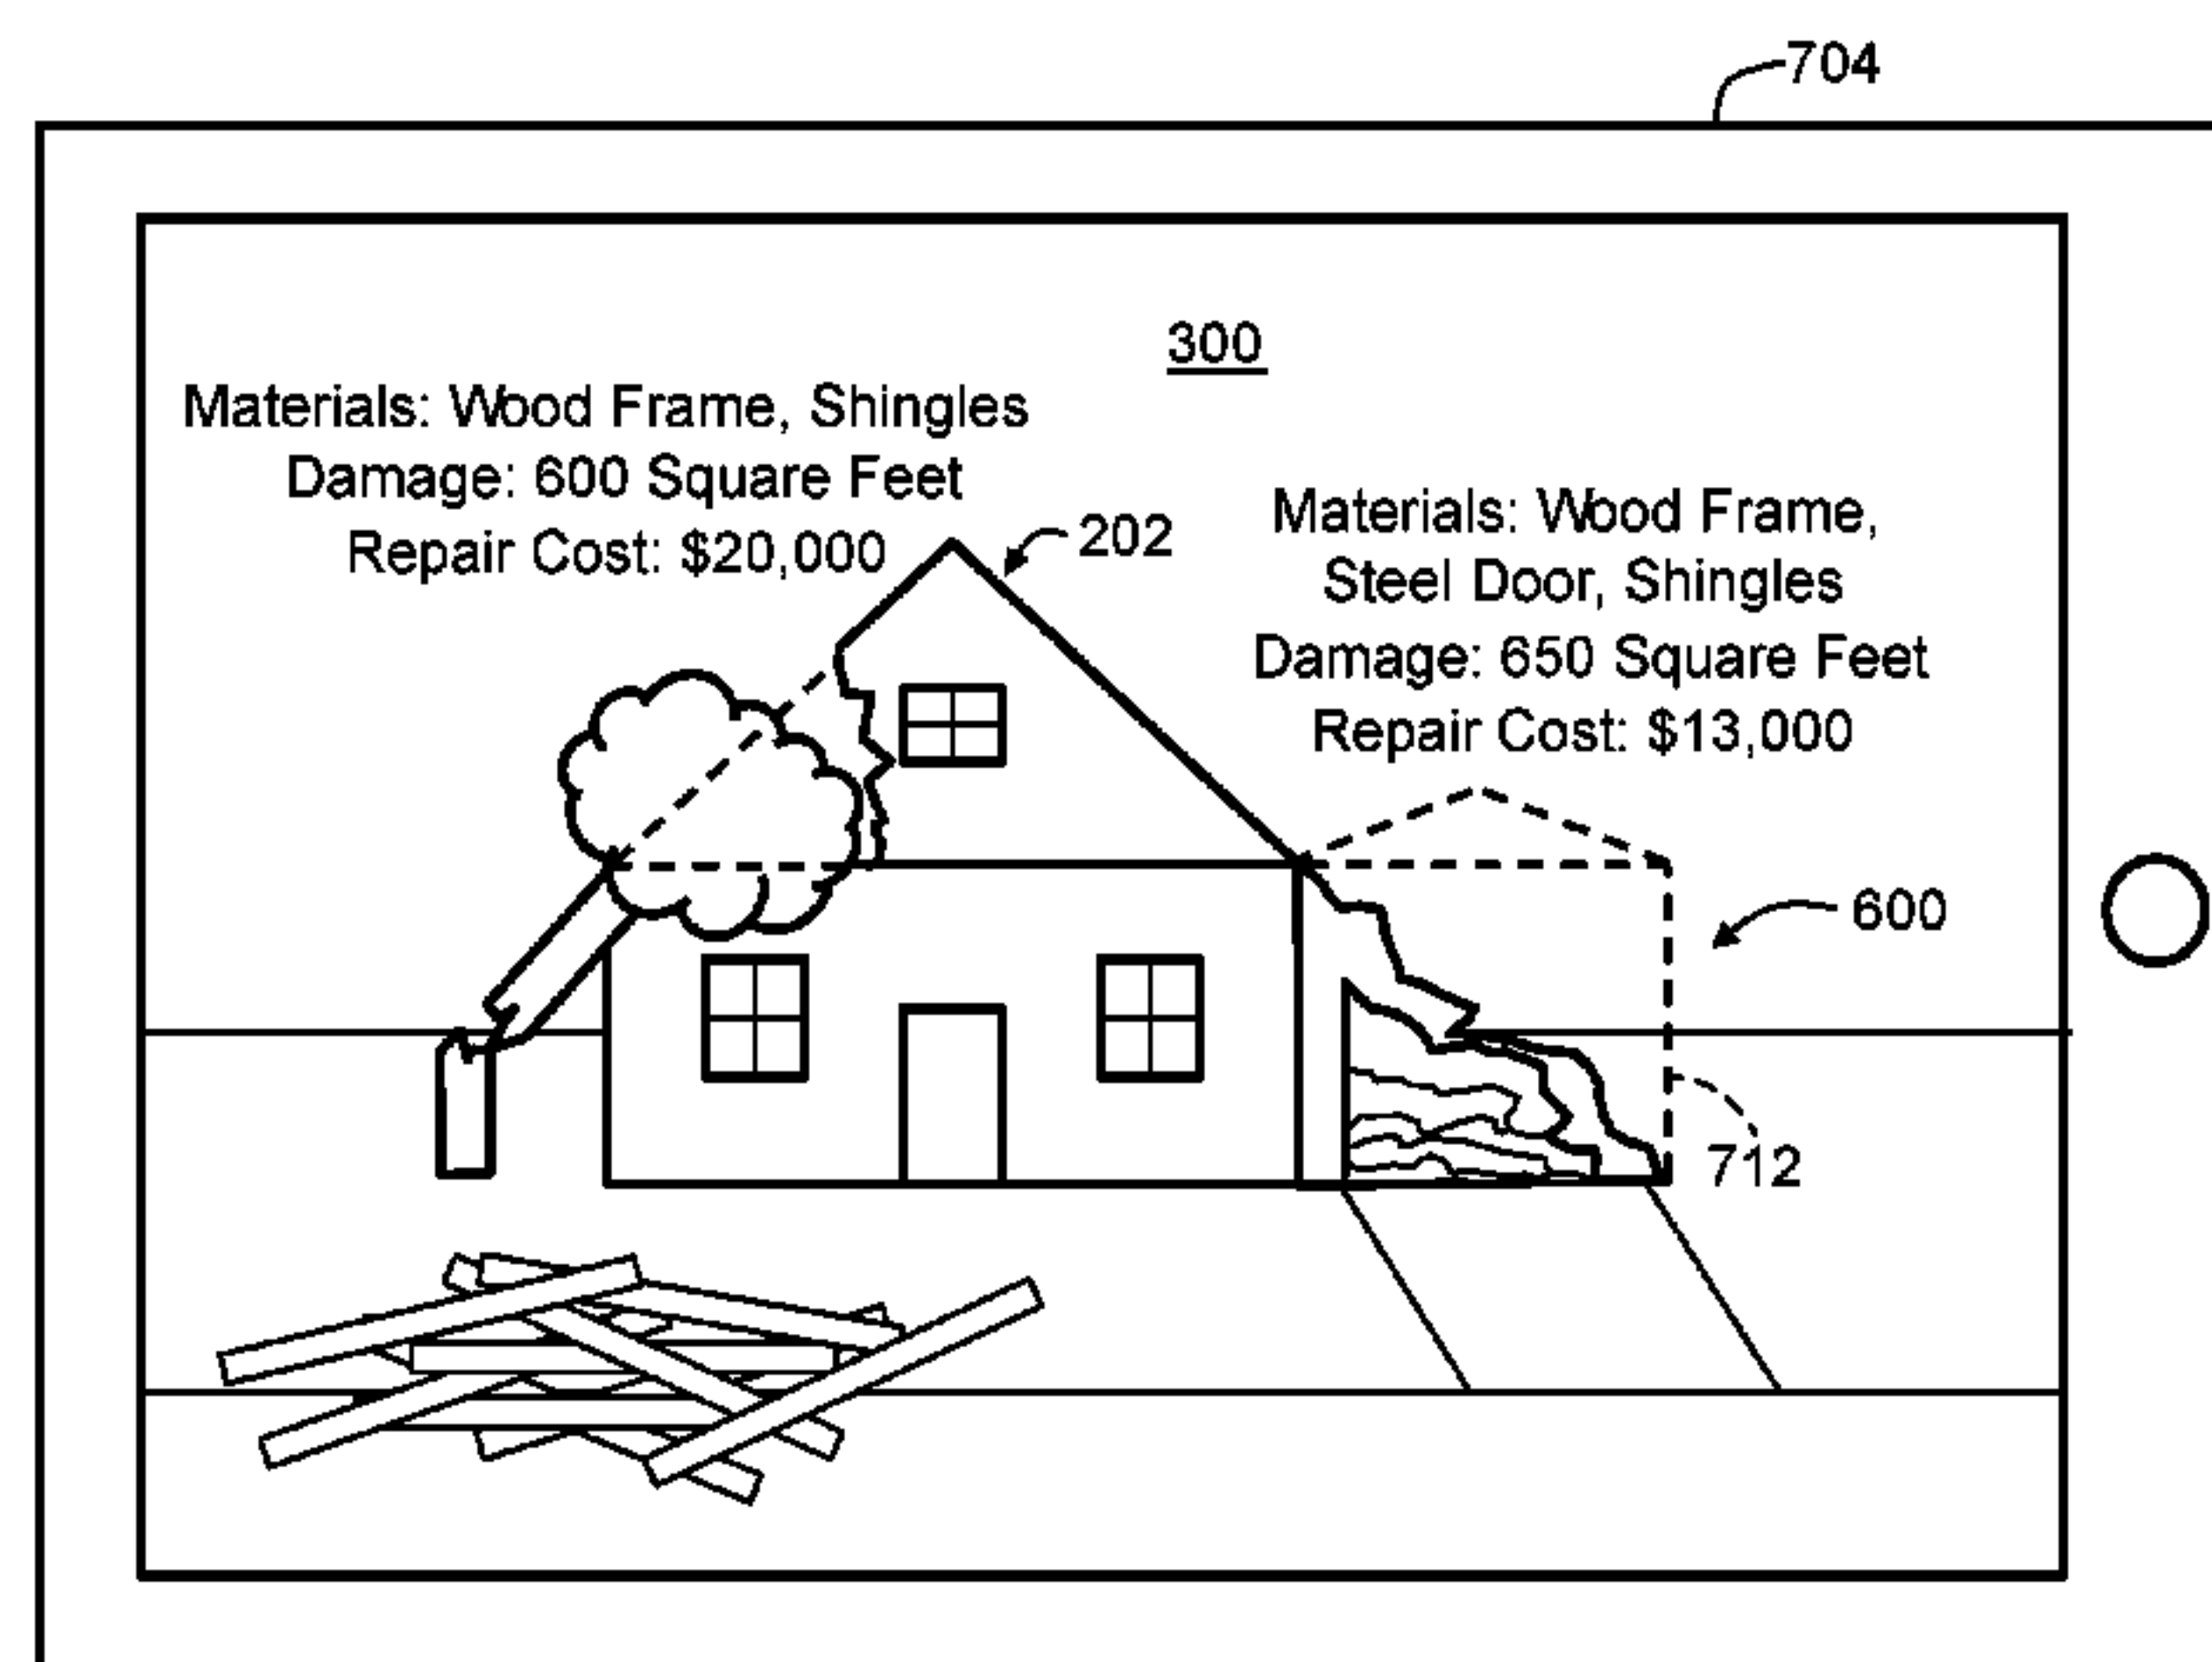 704
300
Materials: Wood Frame, Shingles
Damage: 600 Square Feet
Repair Cost: $20,000
202
Materials: Wood Frame,
Steel Door, Shingles
Damage: 650 Square Feet
Repair Cost: $13,000
600
712